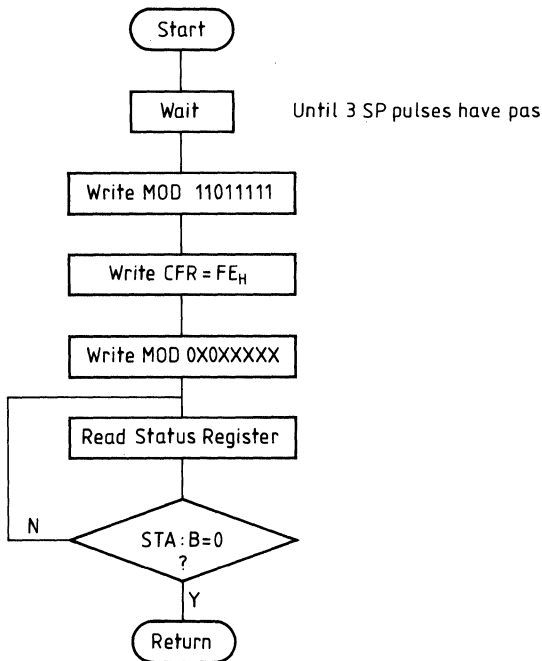 Start
Wait
Until 3 SP pulses have pas
Write MOD 11011111
Write CFR = FEH
Write MOD 0X0XXXXX
Read Status Register
N
STA:B=0
?
Y
Return